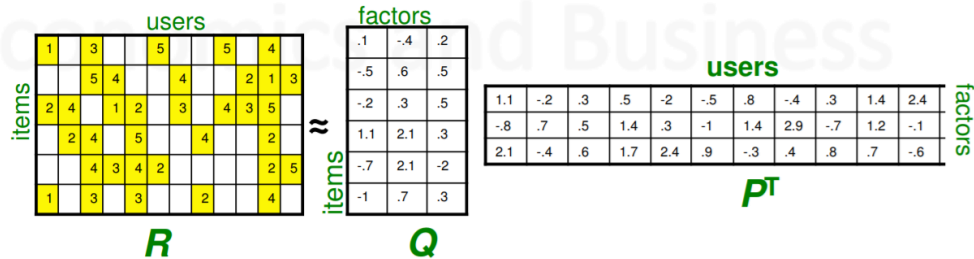 conomics and Business
users
factors
items
1 3 5 5 4
5 4 4 2 1 3
2 4 1 2 3 4 3 5
2 4 5 4 2
4 3 4 2 2 5
1 3 3 2 4
R
≈
items
.1 -.4 .2
-.5 .6 .5
-.2 .3 .5
1.1 2.1 .3
-.7 2.1 -2
-1 .7 .3
Q
users
factors
1.1 -.2 .3 .5 -2 -.5 .8 -.4 .3 1.4 2.4
-.8 .7 .5 1.4 .3 -1 1.4 2.9 -.7 1.2 -.1
2.1 -.4 .6 1.7 2.4 .9 -.3 .4 .8 .7 -.6
PT